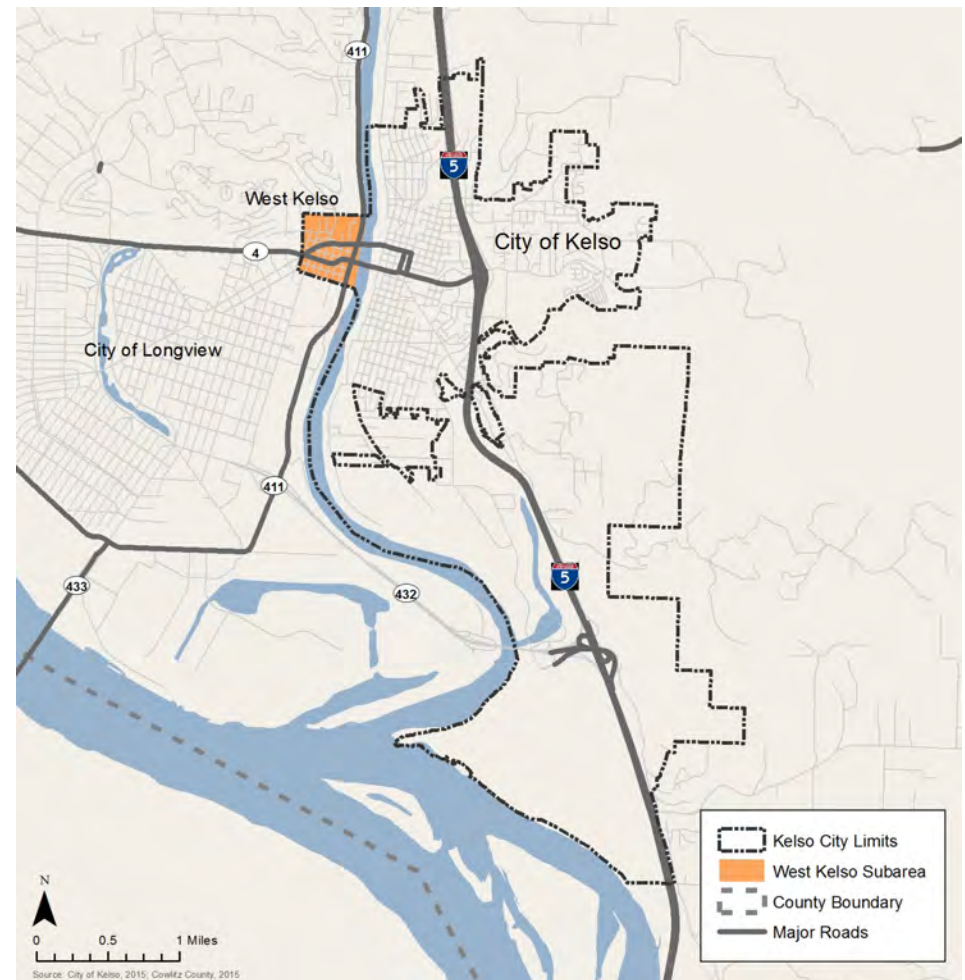 411
5
West Kelso
City of Kelso
4
City of Longview
411
5
433
432
Kelso City Limits
West Kelso Subarea
County Boundary
Major Roads
N
0 0.5 1 Miles
Source: City of Kelso, 2015; Cowlitz County, 2015